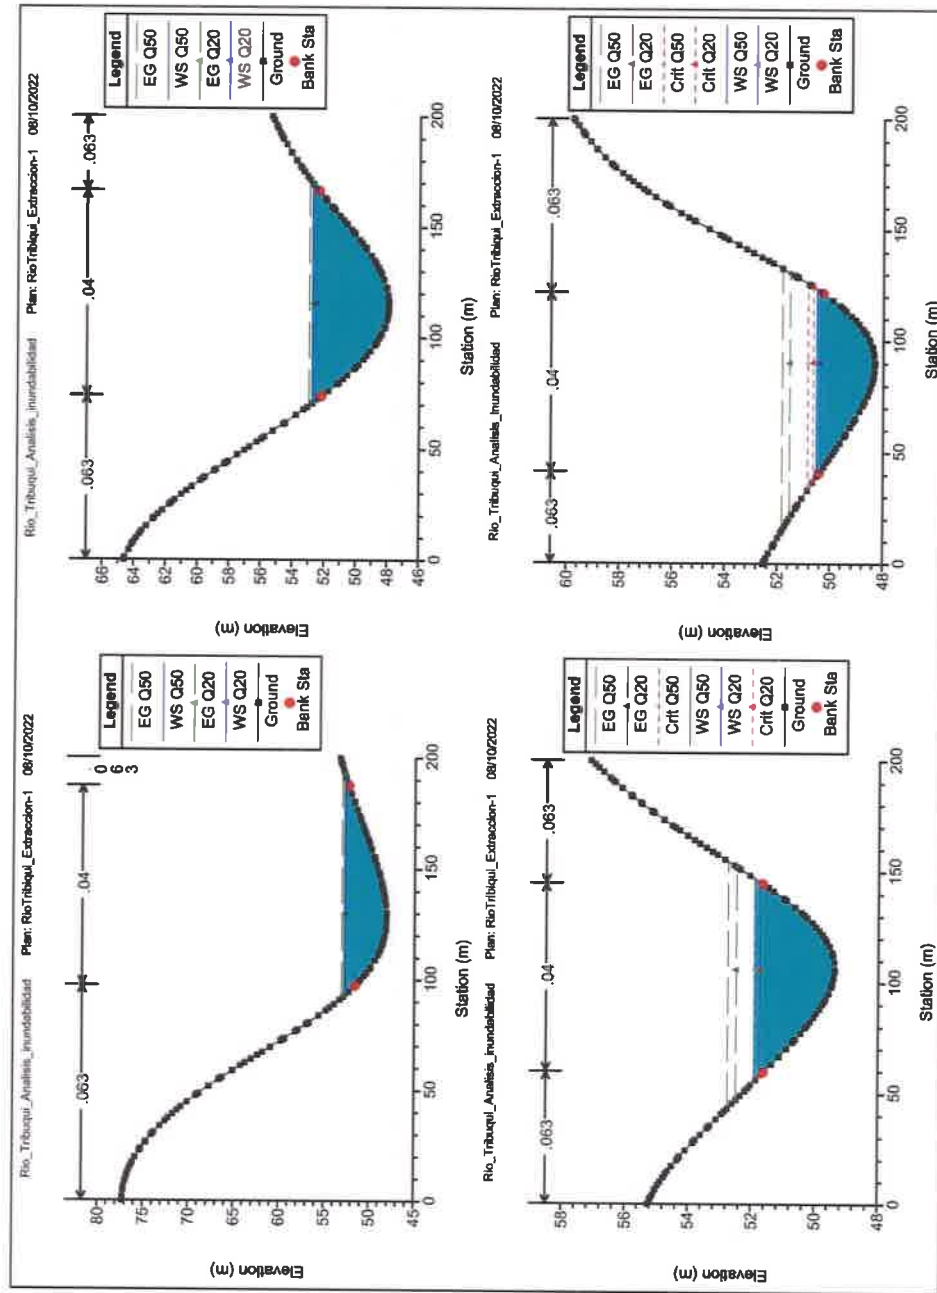 Rio_Tribuqui_Analisis_inundabilidad Plan: RioTribiqui_Extraccion-1 08/10/2022
.063
.04
.
0
6
3
80
75
70
65
60
55
50
45
Elevation (m)
0
50
100
150
200
Station (m)
Legend
EG Q50
WS Q50
EG Q20
WS Q20
Ground
Bank Sta
Rio_Tribuqui_Analisis_inundabilidad Plan: RioTribiqui_Extraccion-1 08/10/2022
.063
.04
.063
66
64
62
60
58
56
54
52
50
48
46
Elevation (m)
0
50
100
150
200
Station (m)
Legend
EG Q50
WS Q50
EG Q20
WS Q20
Ground
Bank Sta
Rio_Tribuqui_Analisis_inundabilidad Plan: RioTribiqui_Extraccion-1 08/10/2022
.063
.04
.063
58
56
54
52
50
48
Elevation (m)
0
50
100
150
200
Station (m)
Legend
EG Q50
EG Q20
Crit Q50
WS Q50
WS Q20
Crit Q20
Ground
Bank Sta
Rio_Tribuqui_Analisis_inundabilidad Plan: RioTribiqui_Extraccion-1 08/10/2022
.063
.04
.063
60
58
56
54
52
50
48
Elevation (m)
0
50
100
150
200
Station (m)
Legend
EG Q50
EG Q20
Crit Q50
Crit Q20
WS Q50
WS Q20
Ground
Bank Sta